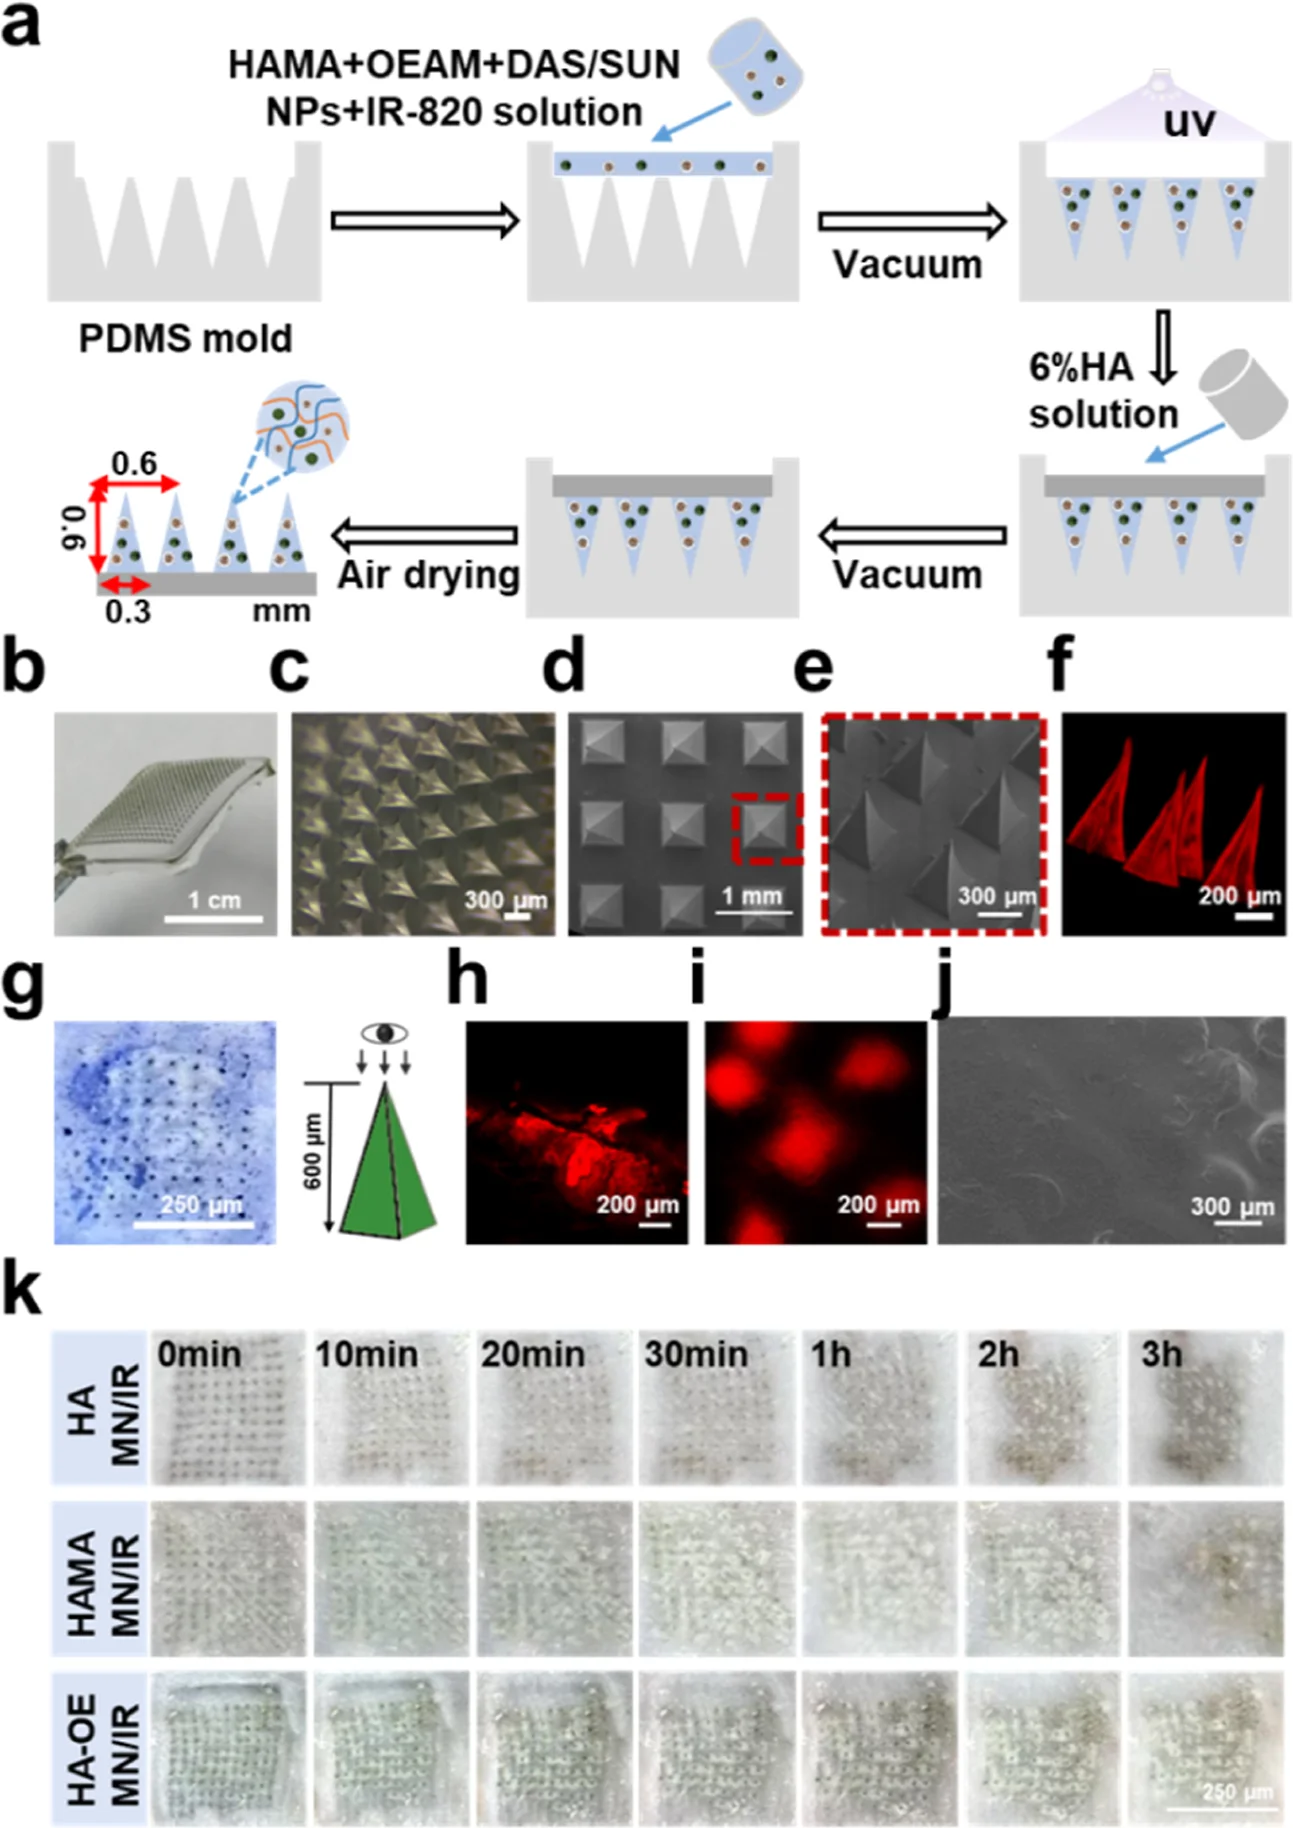 a
HAMA+OEAM+DAS/SUN
NPs+IR-820 solution
uv
Vacuum
PDMS mold
6%HA
solution
0.6
0.6
0.3
mm
Air drying
Vacuum
b
c
d
e
f
1 cm
300 µm
1 mm
300 µm
200 µm
g
h
i
j
250 µm
600 µm
200 µm
200 µm
300 µm
k
HA
MN/IR
0min
10min
20min
30min
1h
2h
3h
HAMA
MN/IR
HA-OE
MN/IR
250 µm